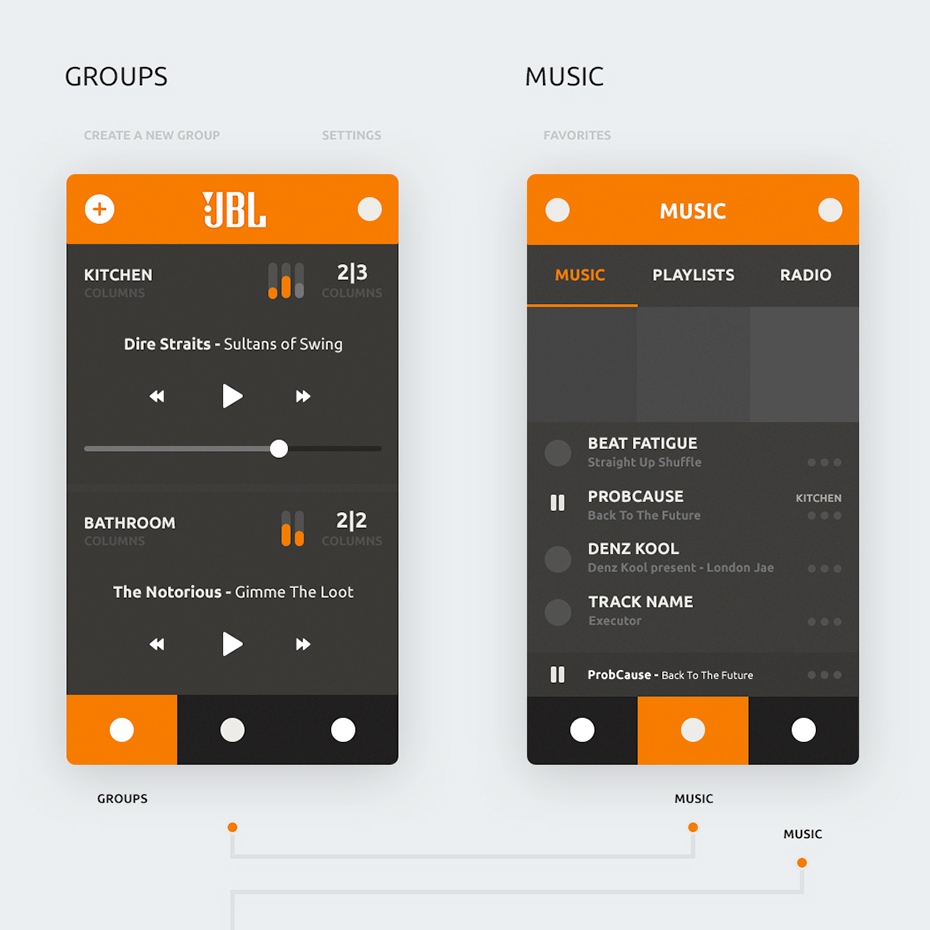 GROUPS
CREATE A NEW GROUP SETTINGS
JBL
KITCHEN
COLUMNS
2|3
COLUMNS
Dire Straits - Sultans of Swing
BATHROOM
COLUMNS
2|2
COLUMNS
The Notorious - Gimme The Loot
GROUPS
MUSIC
FAVORITES
MUSIC
MUSIC PLAYLISTS RADIO
BEAT FATIGUE
Straight Up Shuffle
PROBCAUSE
Back To The Future
KITCHEN
DENZ KOOL
Denz Kool present - London Jae
TRACK NAME
Executor
ProbCause - Back To The Future
MUSIC
MUSIC